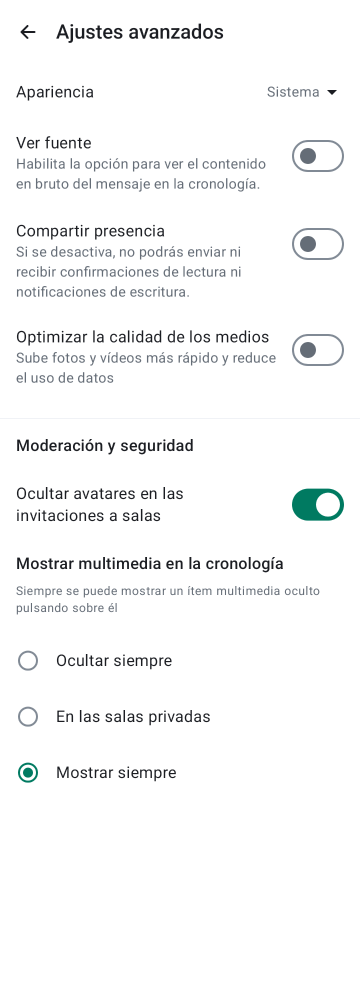 Ajustes avanzados
Apariencia
Sistema
Ver fuente
Habilita la opción para ver el contenido
en bruto del mensaje en la cronología.
Compartir presencia
Si se desactiva, no podrás enviar ni
recibir confirmaciones de lectura ni
notificaciones de escritura.
Optimizar la calidad de los medios
Sube fotos y vídeos más rápido y reduce
el uso de datos
Moderación y seguridad
Ocultar avatares en las
invitaciones a salas
Mostrar multimedia en la cronología
Siempre se puede mostrar un ítem multimedia oculto
pulsando sobre él
Ocultar siempre
En las salas privadas
Mostrar siempre